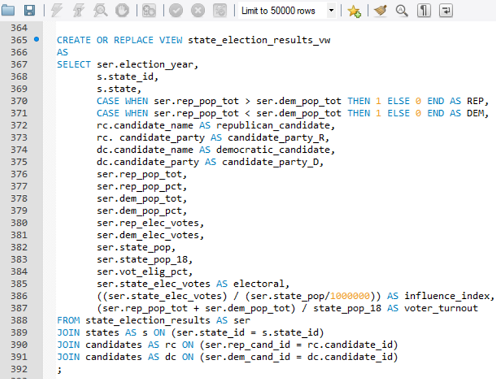 Limit to 50000 rows
364
365 CREATE OR REPLACE VIEW state_election_results_vw
366 AS
367 SELECT ser.election_year,
368 s.state_id,
369 s.state,
370 CASE WHEN ser.rep_pop_tot > ser.dem_pop_tot THEN 1 ELSE 0 END AS REP,
371 CASE WHEN ser.rep_pop_tot < ser.dem_pop_tot THEN 1 ELSE 0 END AS DEM,
372 rc.candidate_name AS republican_candidate,
373 rc. candidate_party AS candidate_party_R,
374 dc.candidate_name AS democratic_candidate,
375 dc.candidate_party AS candidate_party_D,
376 ser.rep_pop_tot,
377 ser.rep_pop_pct,
378 ser.dem_pop_tot,
379 ser.dem_pop_pct,
380 ser.rep_elec_votes,
381 ser.dem_elec_votes,
382 ser.state_pop,
383 ser.state_pop_18,
384 ser.vot_elig_pct,
385 ser.state_elec_votes AS electoral,
386 ((ser.state_elec_votes) / (ser.state_pop/1000000)) AS influence_index,
387 (ser.rep_pop_tot + ser.dem_pop_tot) / state_pop_18 AS voter_turnout
388 FROM state_election_results AS ser
389 JOIN states AS s ON (ser.state_id = s.state_id)
390 JOIN candidates AS rc ON (ser.rep_cand_id = rc.candidate_id)
391 JOIN candidates AS dc ON (ser.dem_cand_id = dc.candidate_id)
392 ;